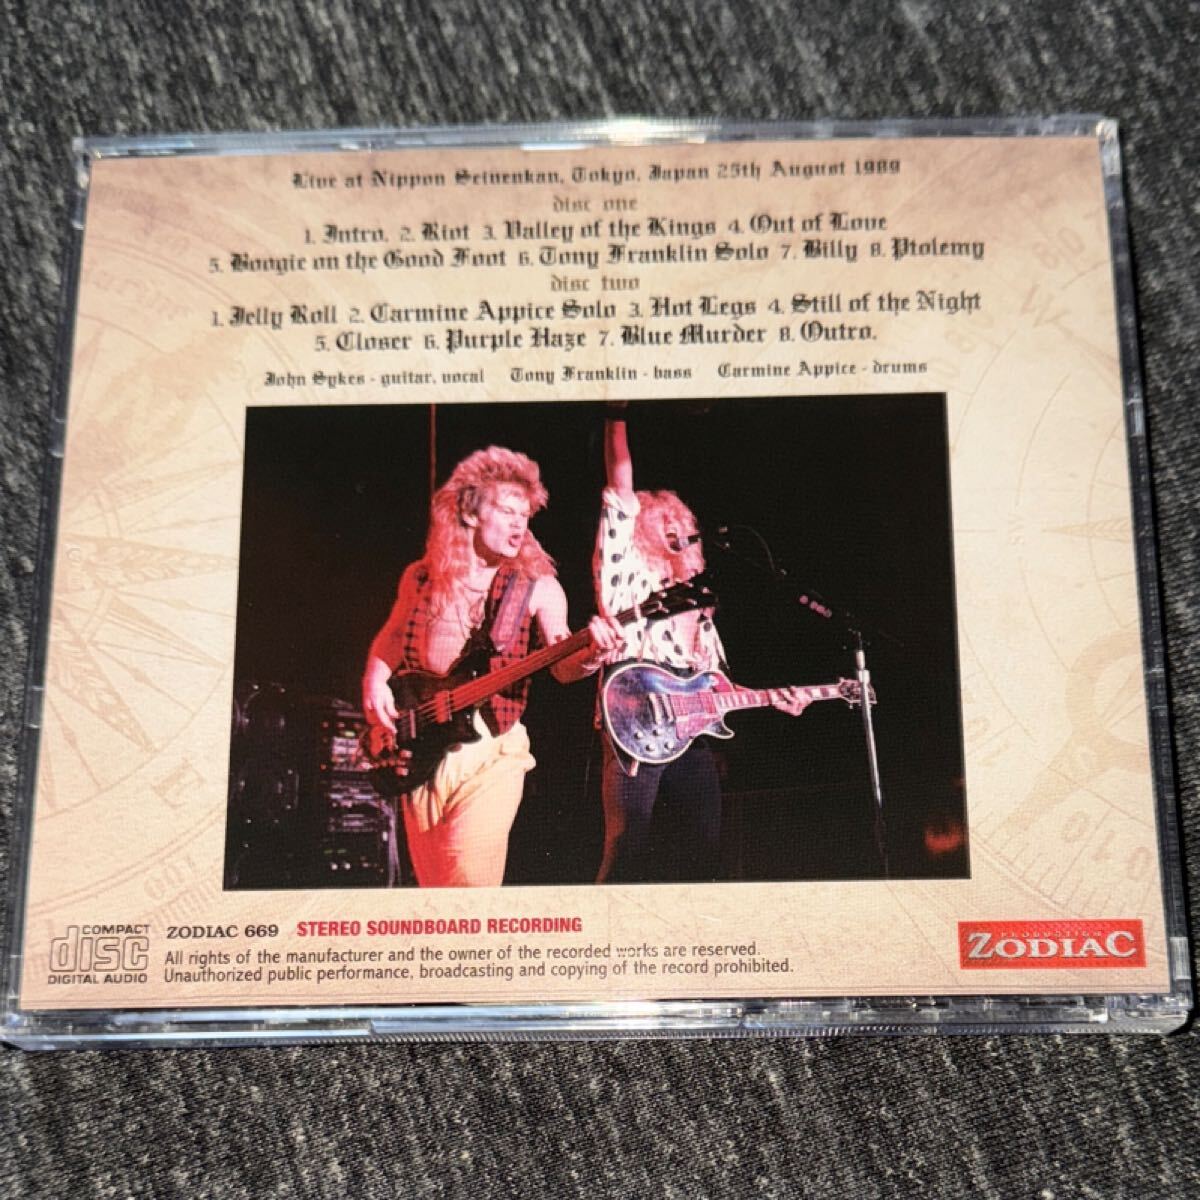 Live at Nippon Seinenkan, Tokyo, Japan 25th August 1989
disc one
1. Intro. 2. Riot 3. Valley of the Kings 4. Out of Love
5. Boogie on the Good Foot 6. Tony Franklin Solo 7. Billy 8. Ptolemy
disc two
1. Jelly Roll 2. Carmine Appice Solo 3. Hot Legs 4. Still of the Night
5. Closer 6. Purple Haze 7. Blue Murder 8. Outro.
John Sykes - guitar, vocal Tony Franklin - bass Carmine Appice - drums
W
E
001
010
COMPACT
disc
DIGITAL AUDIO
ZODIAC 669 STEREO SOUNDBOARD RECORDING
All rights of the manufacturer and the owner of the recorded works are reserved.
Unauthorized public performance, broadcasting and copying of the record prohibited.
PRODUCTION
ZODIAC